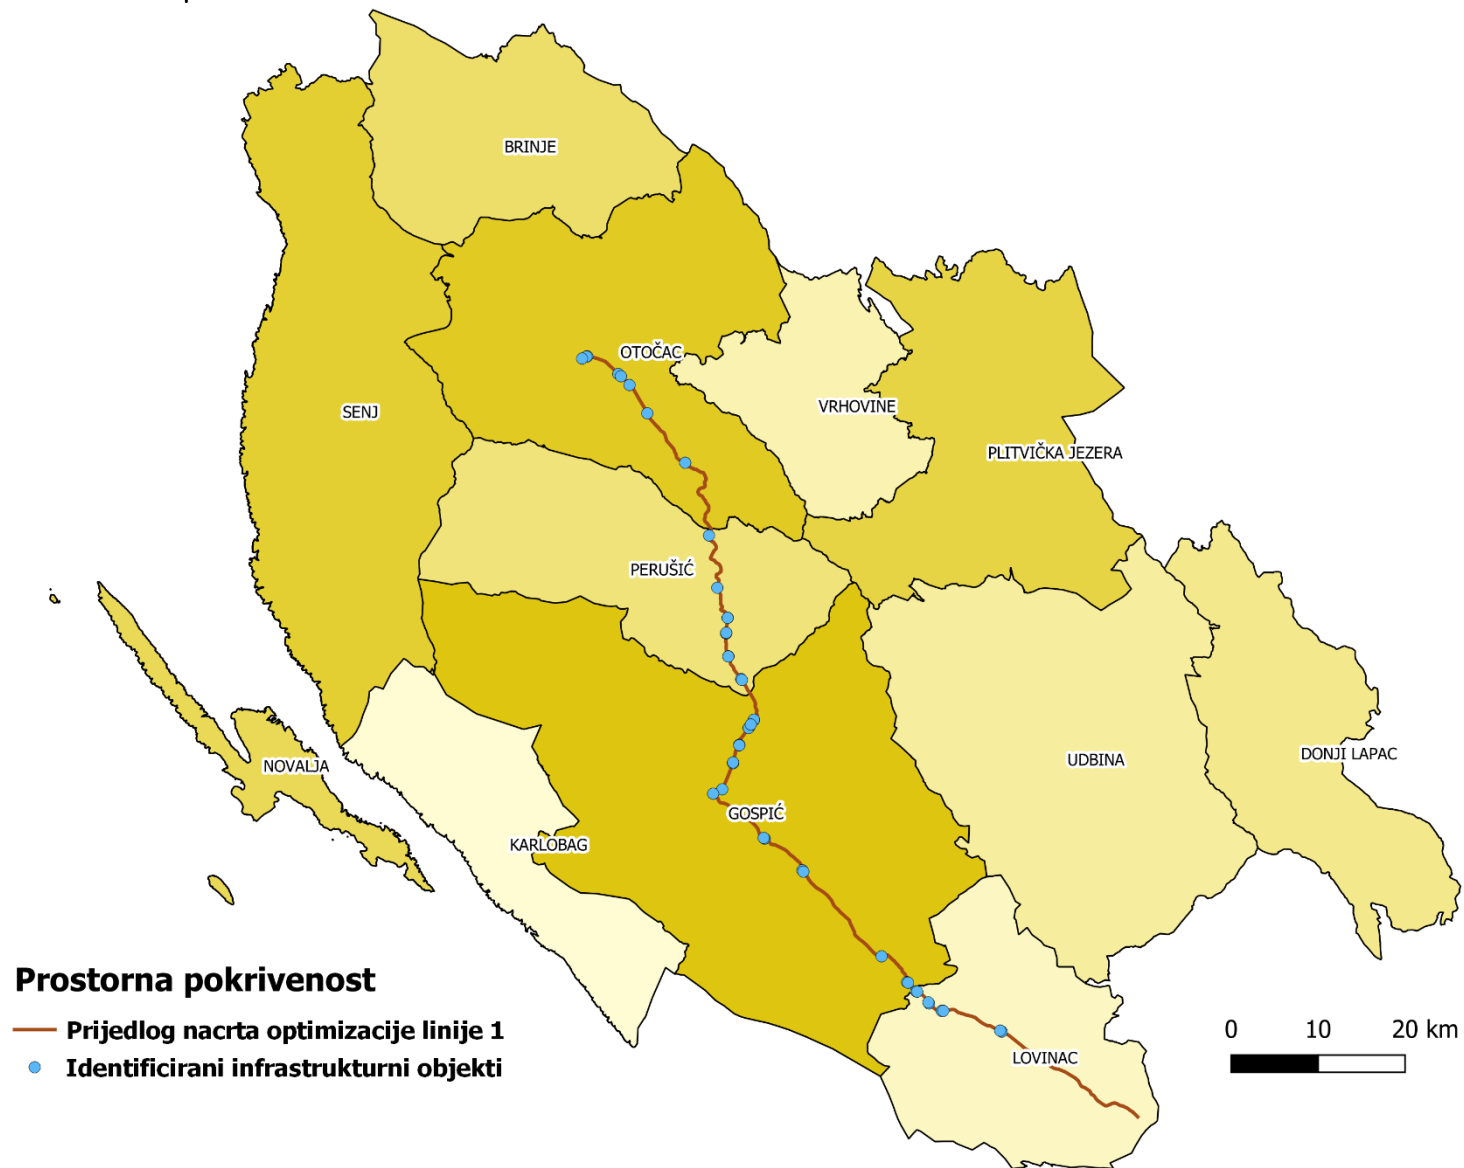 BRINJE
OTOČAC
SENJ
VRHOVINE
PLITVIČKA JEZERA
PERUŠIĆ
NOVALJA
UDBINA
DONJI LAPAC
GOSPIĆ
KARLOBAG
LOVINAC
Prostorna pokrivenost
Prijedlog nacrta optimizacije linije 1
Identificirani infrastrukturni objekti
0 10 20 km